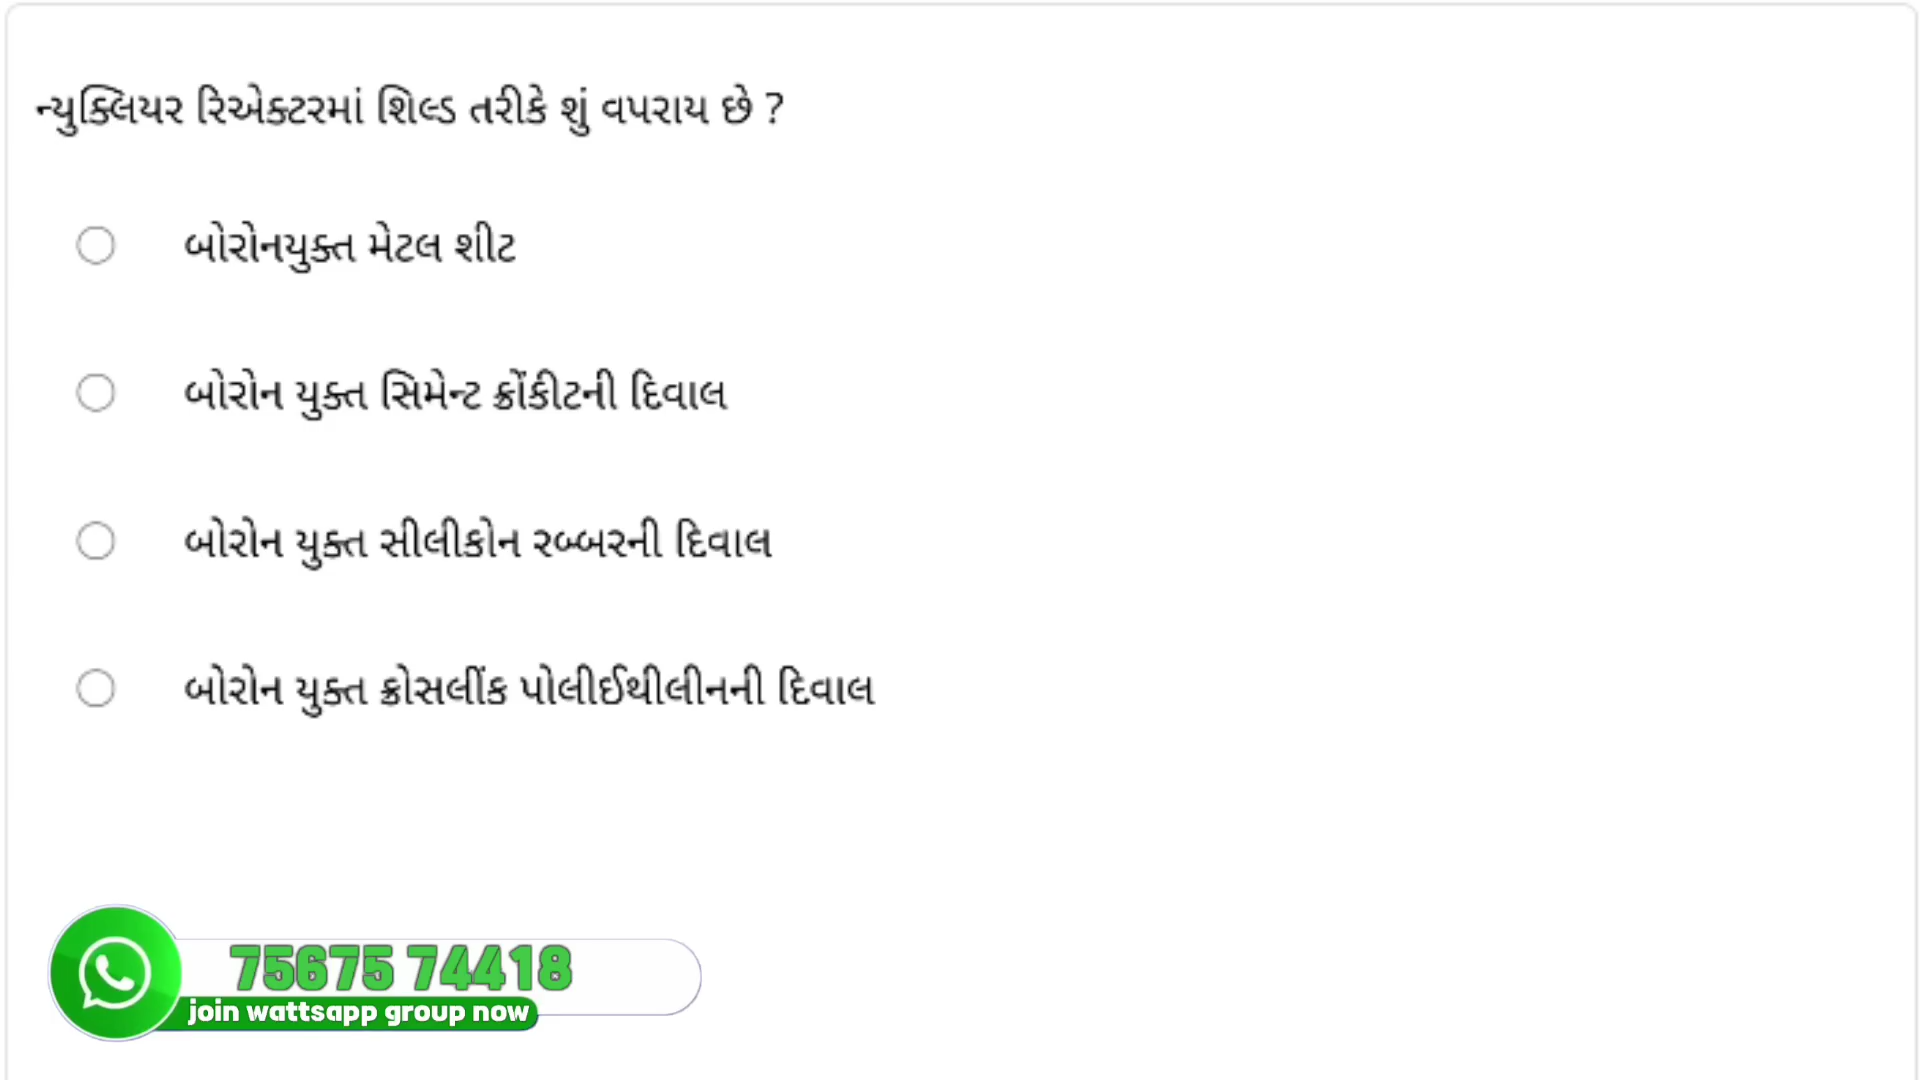 ન્યુક્લિયર રિએક્ટરમાં શિલ્ડ તરીકે શું વપરાય છે ?
બોરોનયુક્ત મેટલ શીટ
બોરોન યુક્ત સિમેન્ટ ક્રોંકીટની દિવાલ
બોરોન યુક્ત સીલીકોન રબ્બરની દિવાલ
બોરોન યુક્ત ક્રોસલીંક પોલીઈથીલીનની દિવાલ
75675 74418
join wattsapp group now